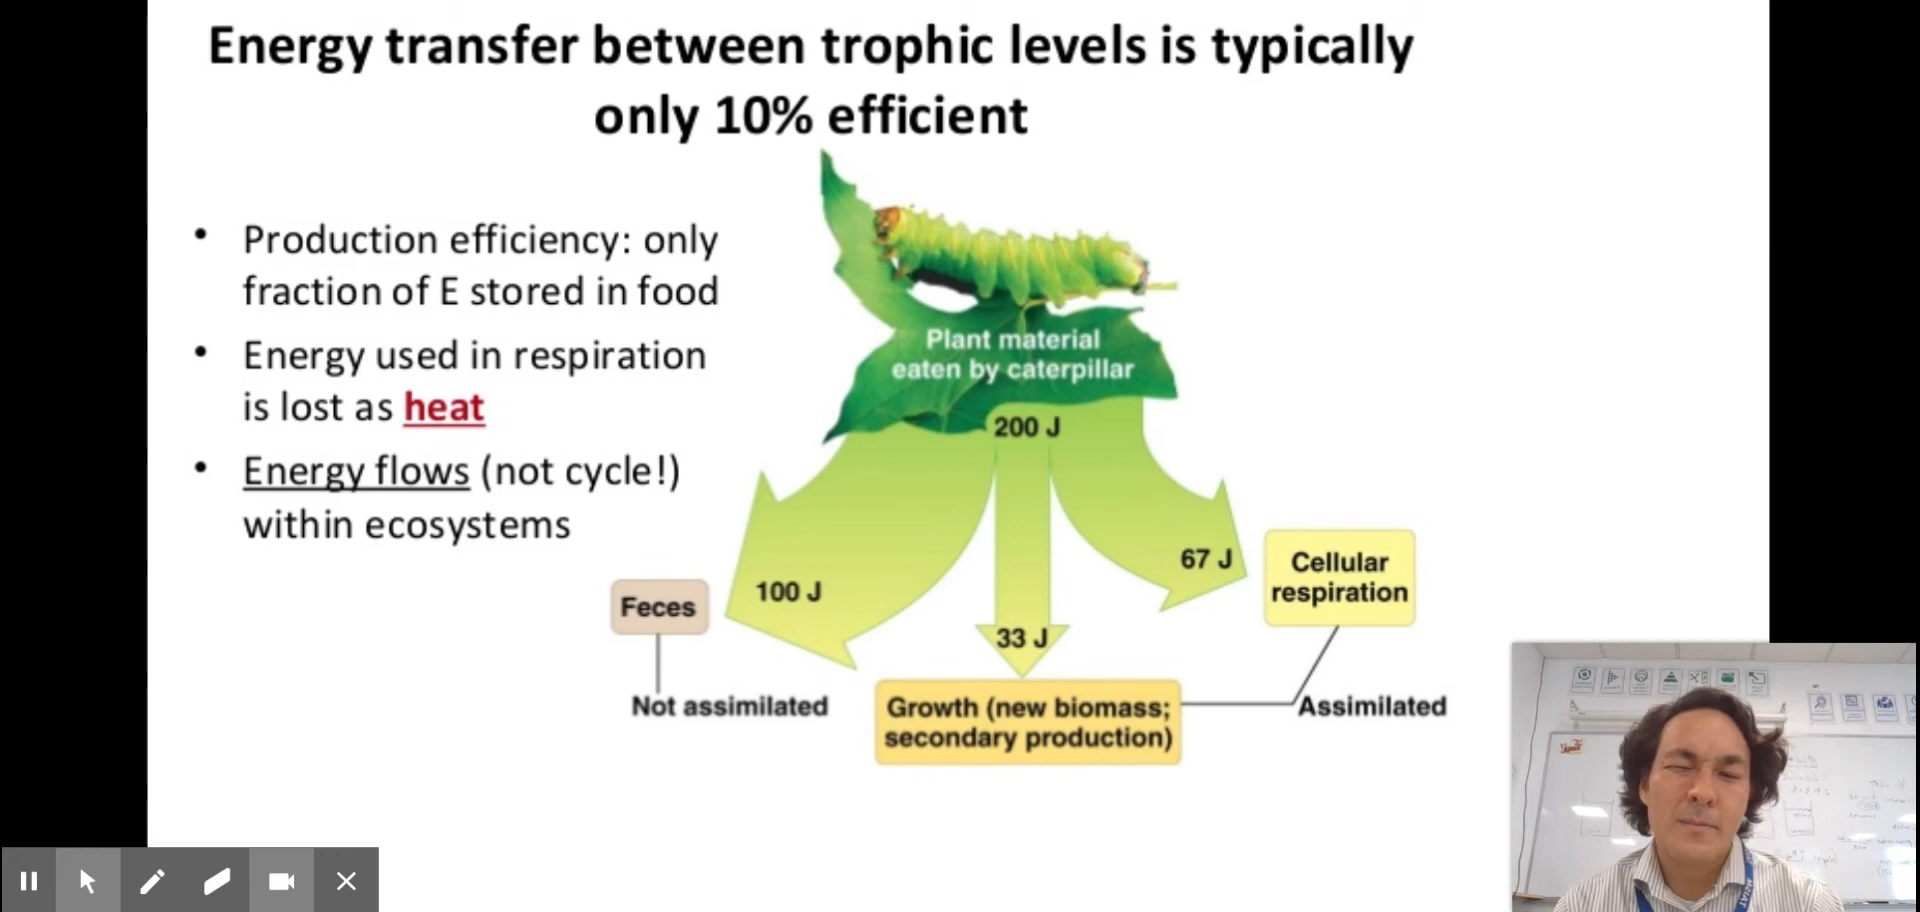 Energy transfer between trophic levels is typically
only 10% efficient
• Production efficiency: only
fraction of E stored in food
• Energy used in respiration
is lost as heat
• Energy flows (not cycle!)
within ecosystems
Plant material
eaten by caterpillar
200 J
100 J
33 J
67 J
Feces
Not assimilated
Growth (new biomass;
secondary production)
Cellular
respiration
Assimilated